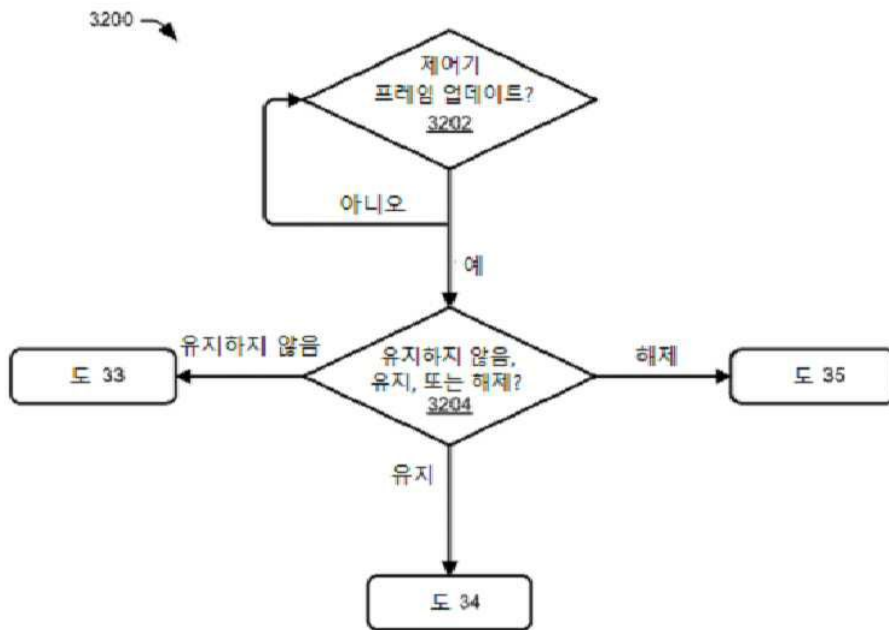 3200
제어기
프레임 업데이트?
3202
아니오
예
유지하지 않음
유지하지 않음,
유지, 또는 해제?
3204
해제
도 33
도 35
유지
도 34